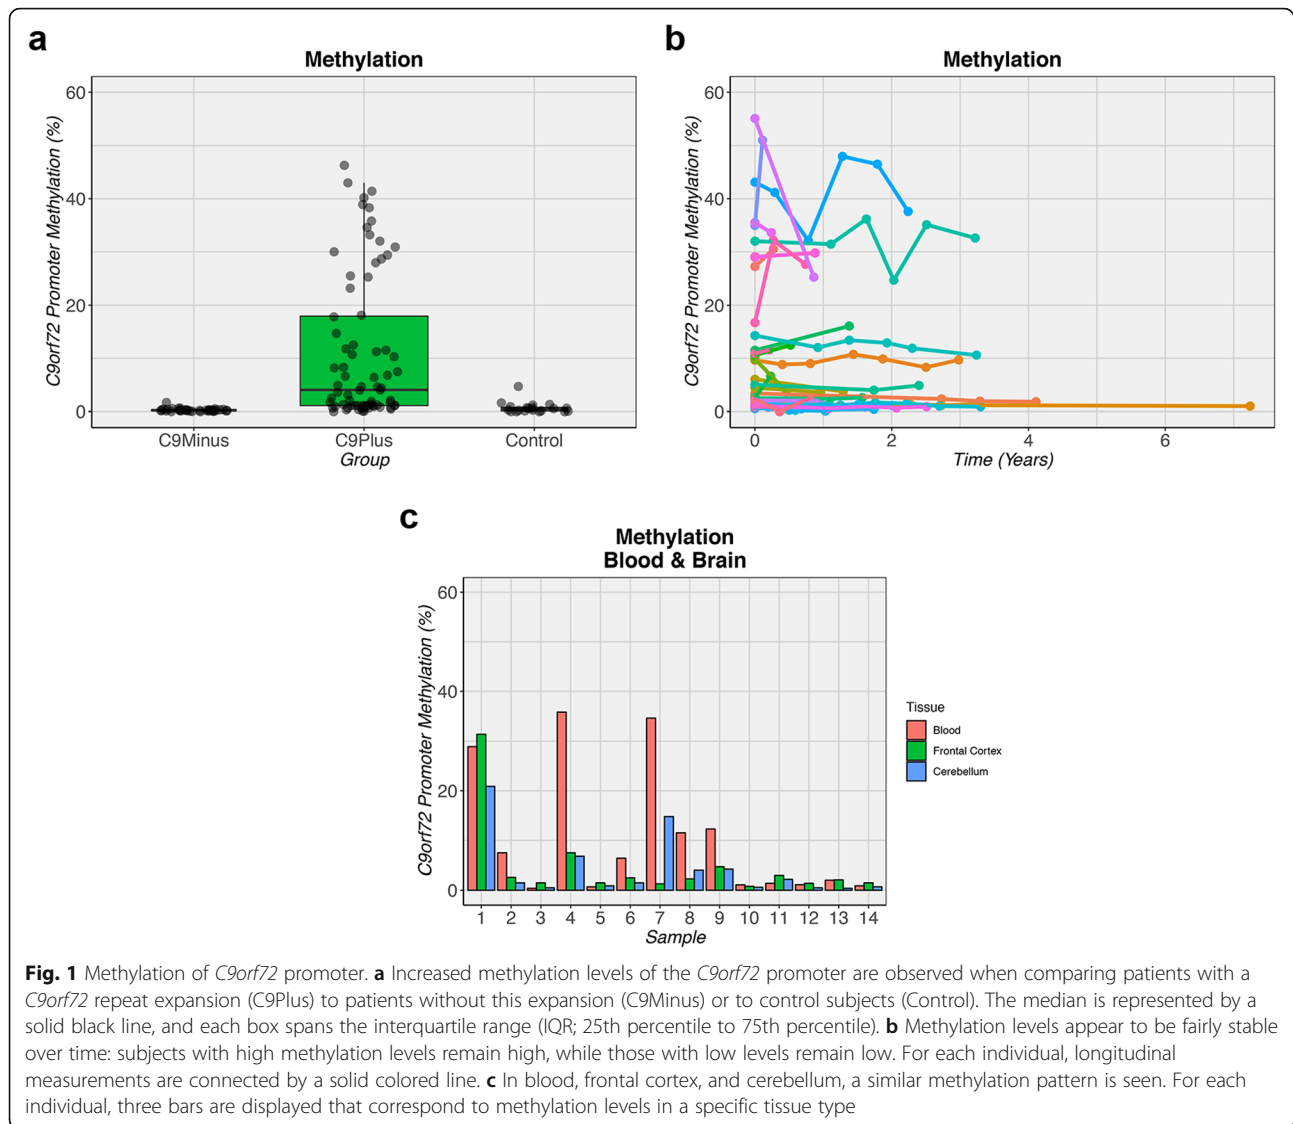 a
Methylation
C9orf72 Promoter Methylation (%)
60
40
20
0
C9Minus C9Plus Control
Group
b
Methylation
C9orf72 Promoter Methylation (%)
60
40
20
0
0 2 4 6
Time (Years)
c
Methylation
Blood & Brain
C9orf72 Promoter Methylation (%)
60
40
20
0
1 2 3 4 5 6 7 8 9 10 11 12 13 14
Sample
Tissue
Blood
Frontal Cortex
Cerebellum
Fig. 1 Methylation of C9orf72 promoter. a Increased methylation levels of the C9orf72 promoter are observed when comparing patients with a
C9orf72 repeat expansion (C9Plus) to patients without this expansion (C9Minus) or to control subjects (Control). The median is represented by a
solid black line, and each box spans the interquartile range (IQR; 25th percentile to 75th percentile). b Methylation levels appear to be fairly stable
over time: subjects with high methylation levels remain high, while those with low levels remain low. For each individual, longitudinal
measurements are connected by a solid colored line. c In blood, frontal cortex, and cerebellum, a similar methylation pattern is seen. For each
individual, three bars are displayed that correspond to methylation levels in a specific tissue type